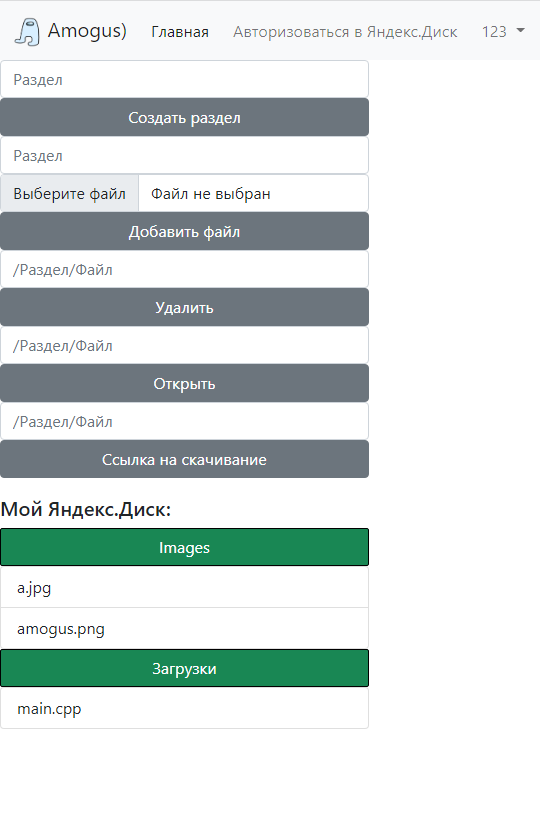 Amogus) Главная Авторизоваться в Яндекс.Диск 123
Раздел
Создать раздел
Раздел
Выберите файл Файл не выбран
Добавить файл
/Раздел/Файл
Удалить
/Раздел/Файл
Открыть
/Раздел/Файл
Ссылка на скачивание
Мой Яндекс.Диск:
Images
a.jpg
amogus.png
Загрузки
main.cpp